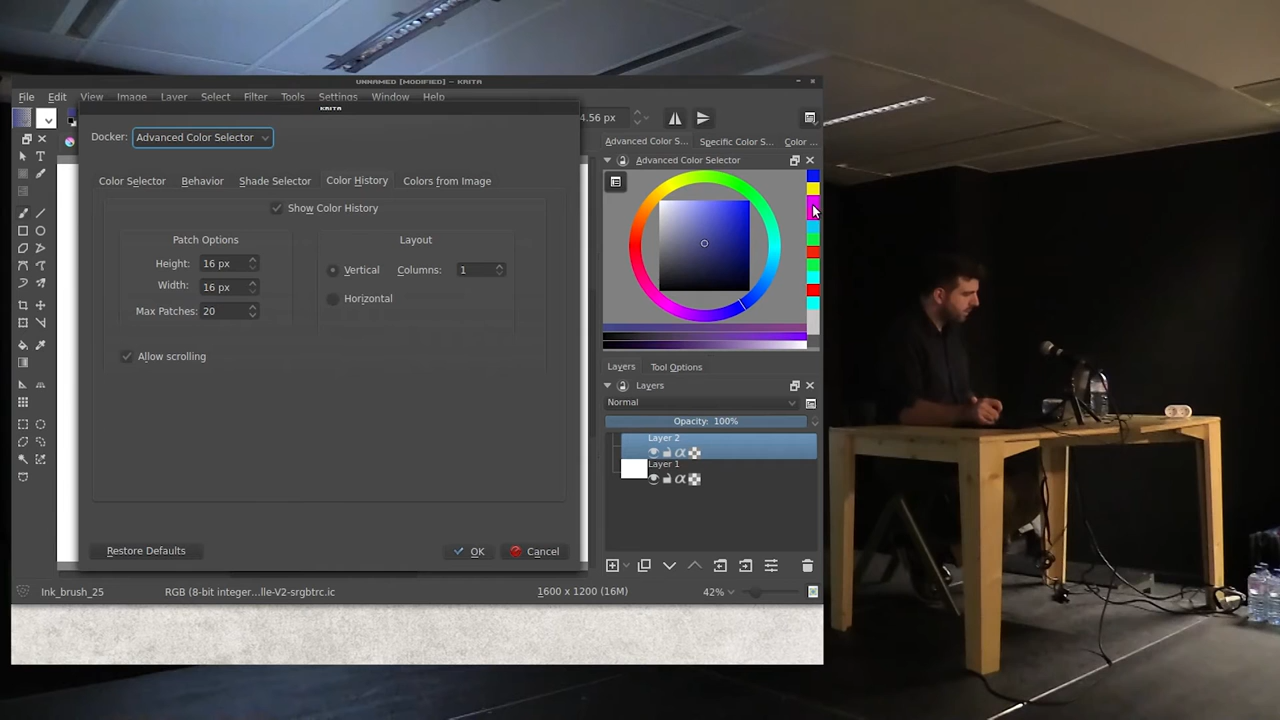 UNNAMED [MODIFIED] - KRITA
File Edit View Image Layer Select Filter Tools Settings Window Help
KRITA
4.56 px
Docker: Advanced Color Selector
Advanced Color S... Specific Color S... Color ...
Advanced Color Selector
Color Selector Behavior Shade Selector Color History Colors from Image
Show Color History
Patch Options
Layout
Height: 16 px
Vertical Columns: 1
Width: 16 px
Horizontal
Max Patches: 20
Allow scrolling
Layers Tool Options
Layers
Normal
Opacity: 100%
Layer 2
Layer 1
Restore Defaults OK Cancel
Ink_brush_25 RGB (8-bit integer...lle-V2-srgbtrc.ic 1600 x 1200 (16M) 42%